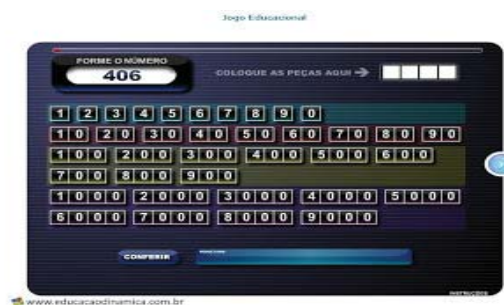 Jogo Educacional
FORME O NÚMERO
406
COLOQUE AS PEÇAS AQUI
1 2 3 4 5 6 7 8 9 0
10 20 30 40 50 60 70 80 90
100 200 300 400 500 600
700 800 900
1000 2000 3000 4000 5000
6000 7000 8000 9000
CONFERIR
INSTRUÇÕES
www.educacaodinamica.com.br